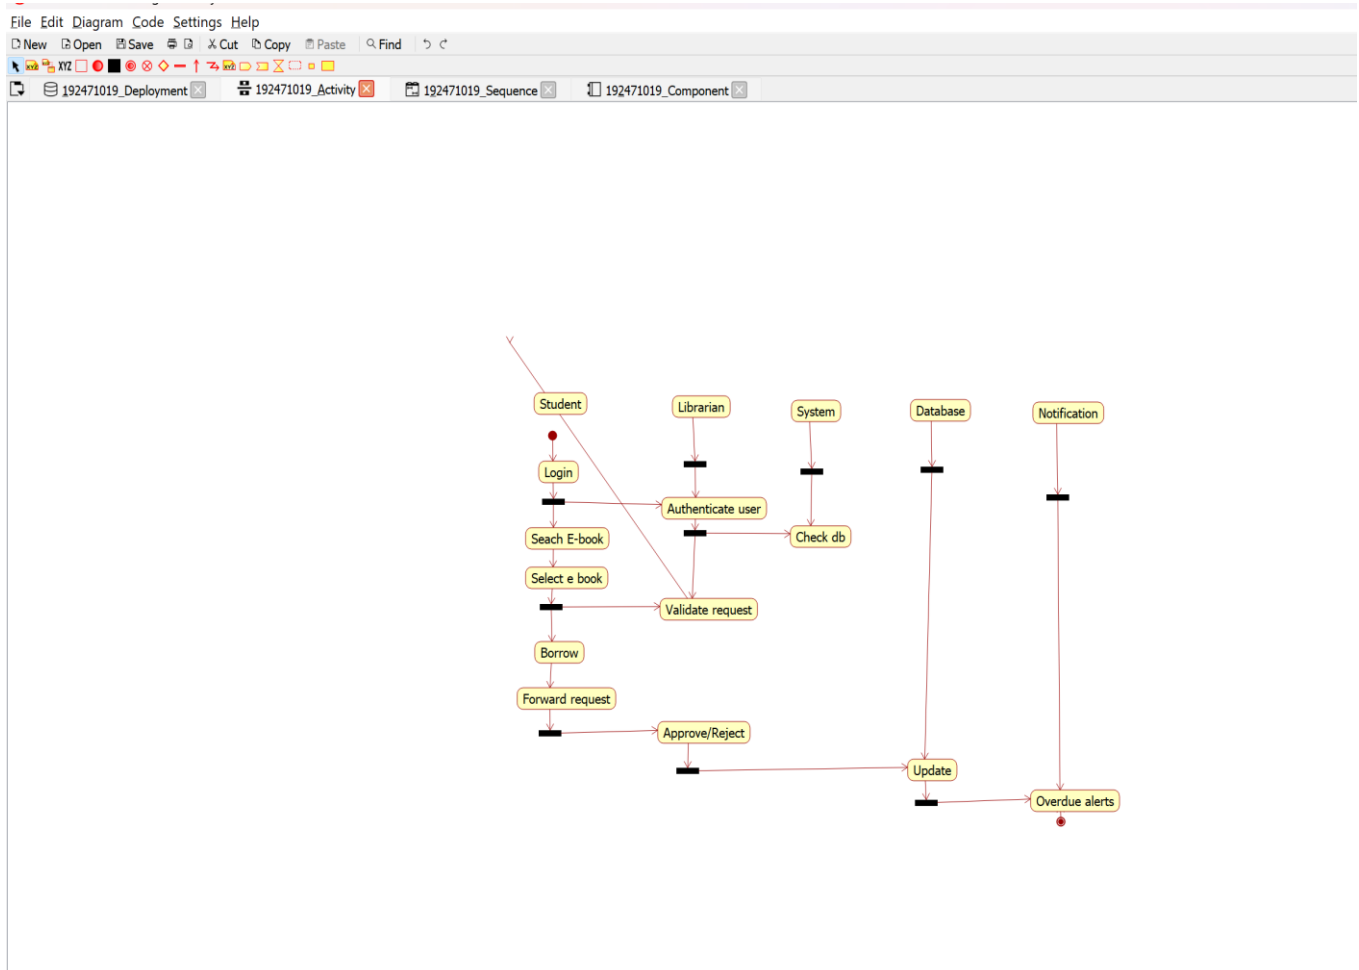 File Edit Diagram Code Settings Help
New Open Save Cut Copy Paste Find
XYZ
192471019_Deployment 192471019_Activity 192471019_Sequence 192471019_Component
Student Librarian System Database Notification
Login
Authenticate user
Seach E-book Check db
Select e book
Validate request
Borrow
Forward request
Approve/Reject
Update
Overdue alerts